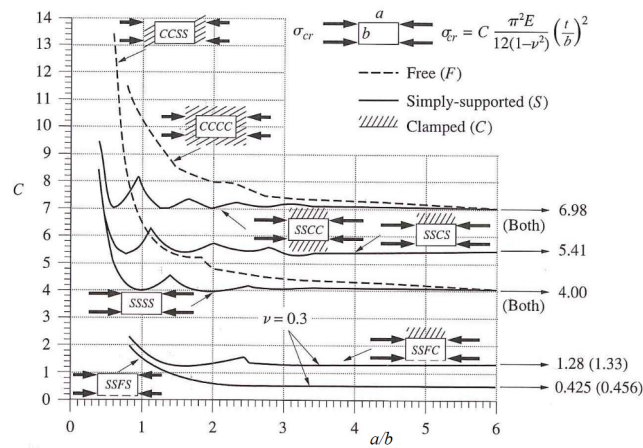 14
13
12
11
10
9
8
7
6
5
4
3
2
1
0
C
0
1
2
3
4
5
6
a/b
CCSS
CCCC
SSCC
SSCS
SSSS
SSFC
SSFS
ν = 0.3
σcr
a
b
σcr = C π²E / 12(1−ν²) (t/b)²
Free (F)
Simply-supported (S)
Clamped (C)
6.98
(Both)
5.41
4.00
(Both)
1.28 (1.33)
0.425 (0.456)